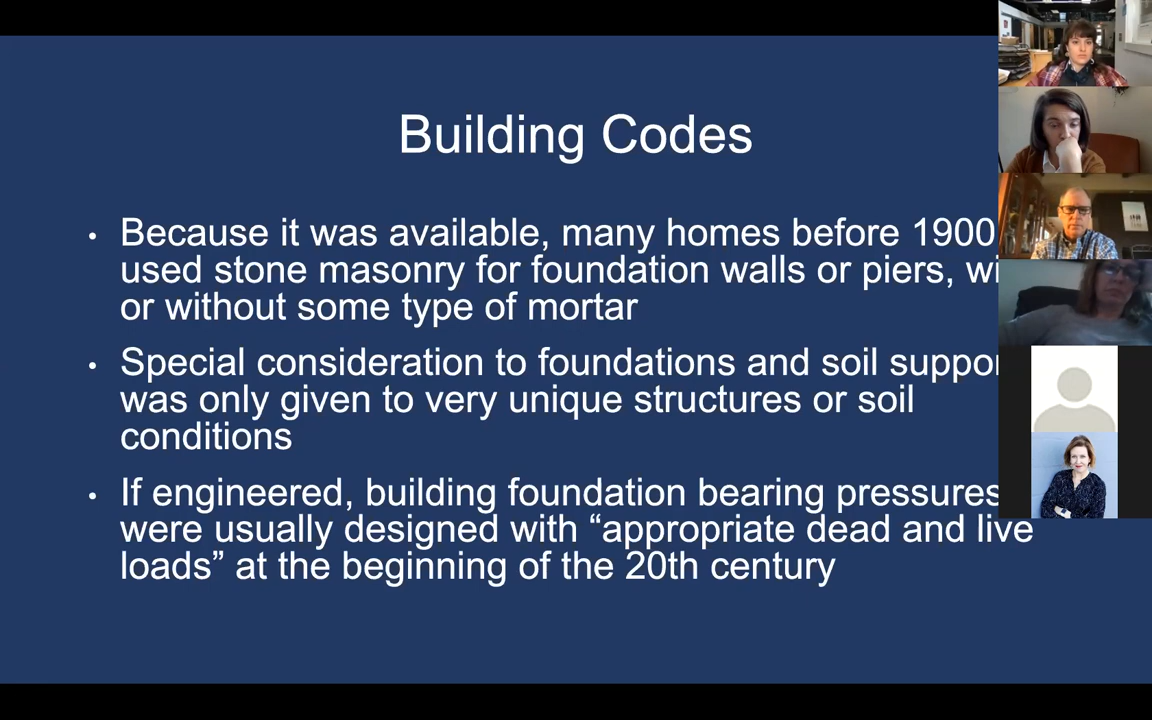 Building Codes
• Because it was available, many homes before 1900
used stone masonry for foundation walls or piers, wi
or without some type of mortar
• Special consideration to foundations and soil suppor
was only given to very unique structures or soil
conditions
• If engineered, building foundation bearing pressures
were usually designed with “appropriate dead and live
loads” at the beginning of the 20th century